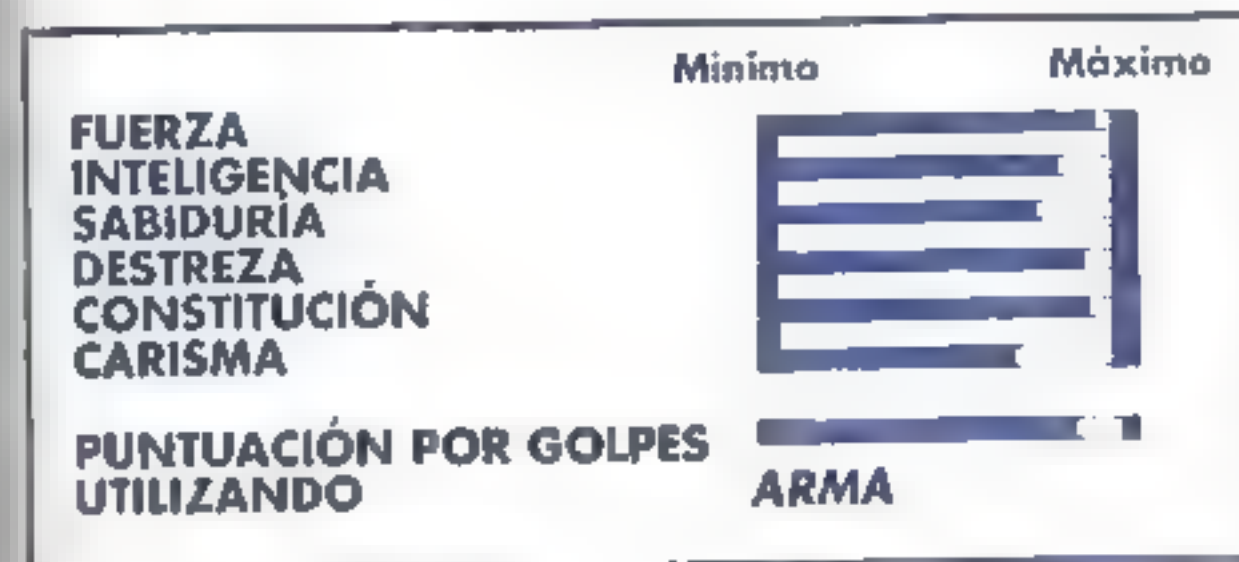 Mínimo Máximo
FUERZA
INTELIGENCIA
SABIDURÍA
DESTREZA
CONSTITUCIÓN
CARISMA
PUNTUACIÓN POR GOLPES
UTILIZANDO ARMA